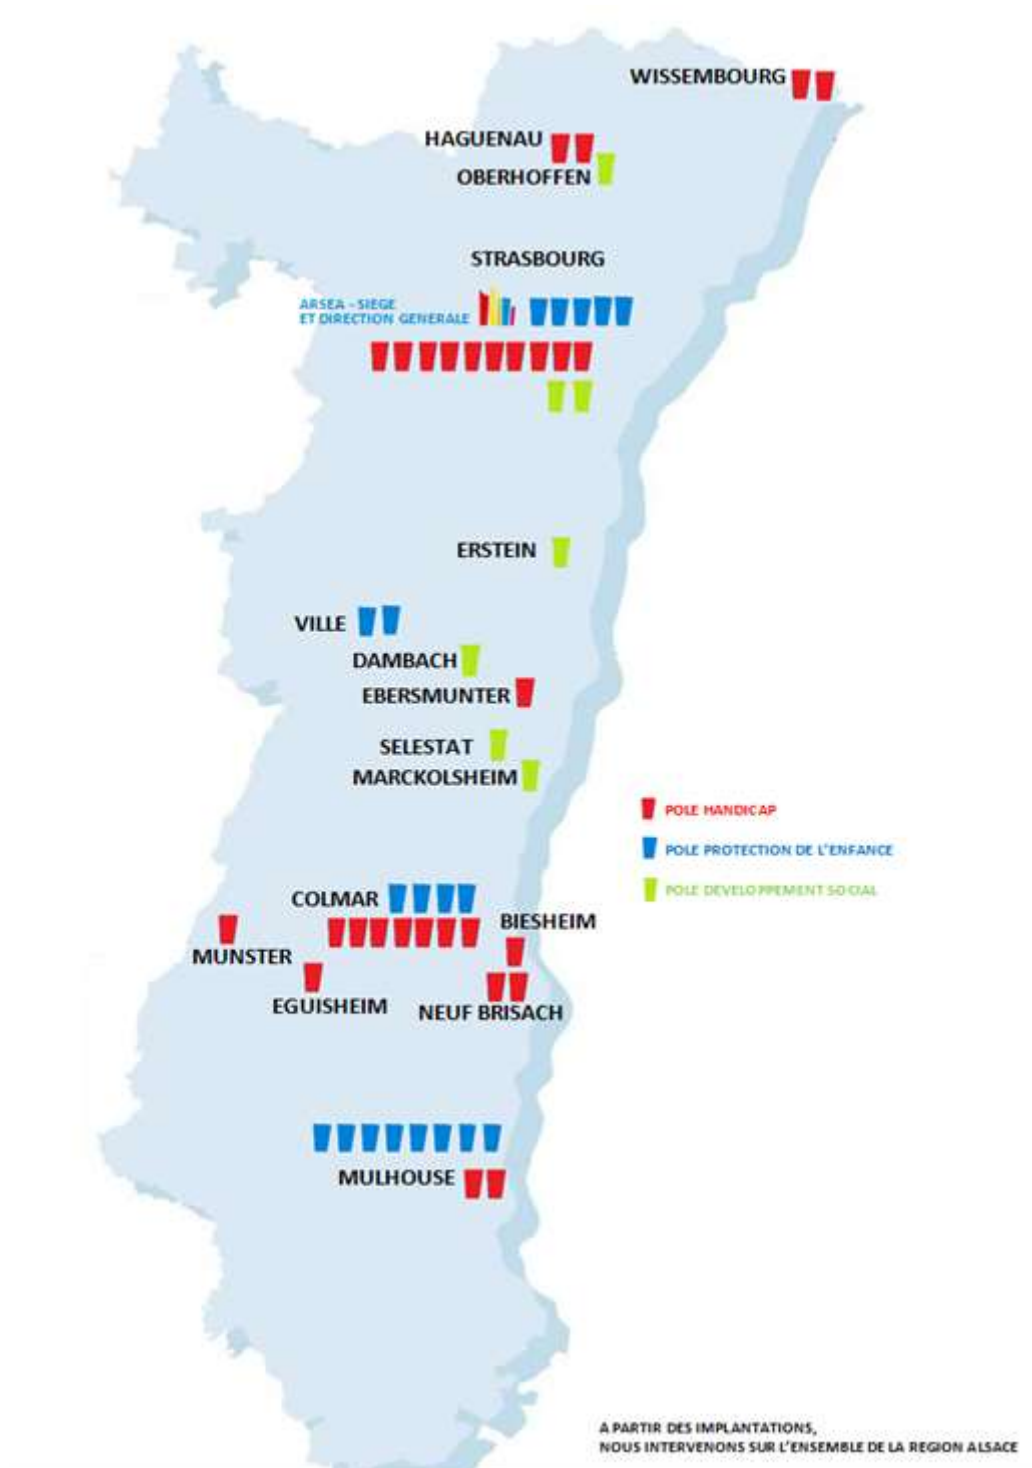 WISSEMBOURG
HAGUENAU
OBERHOFFEN
STRASBOURG
ARSEA - SIEGE
ET DIRECTION GENERALE
ERSTEIN
VILLE
DAMBACH
EBERSMUNTER
SELESTAT
MARCKOLSHEIM
POLE HANDICAP
POLE PROTECTION DE L'ENFANCE
POLE DEVELOPPEMENT SOCIAL
COLMAR
BIESHEIM
MUNSTER
EGUISHEIM
NEUF BRISACH
MULHOUSE
A PARTIR DES IMPLANTATIONS,
NOUS INTERVENONS SUR L'ENSEMBLE DE LA REGION ALSACE